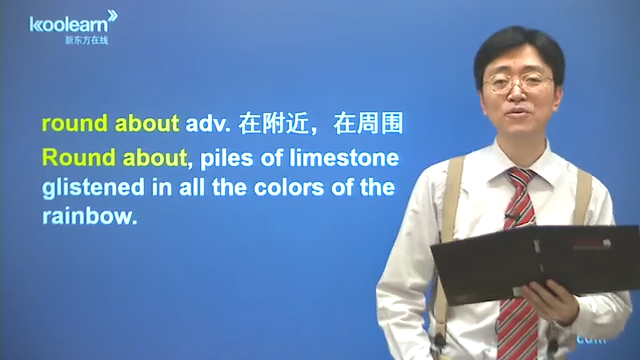 koolearn
新东方在线
round about adv. 在附近，在周围
Round about, piles of limestone
glistened in all the colors of the
rainbow.
com